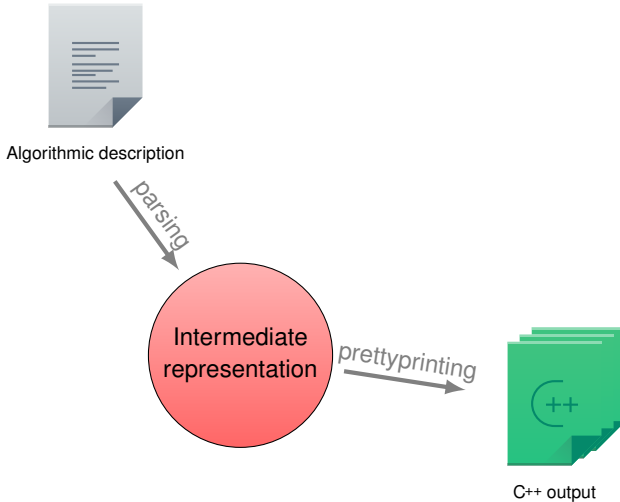 Algorithmic description
parsing
Intermediate
representation
prettyprinting
C++
C++ output